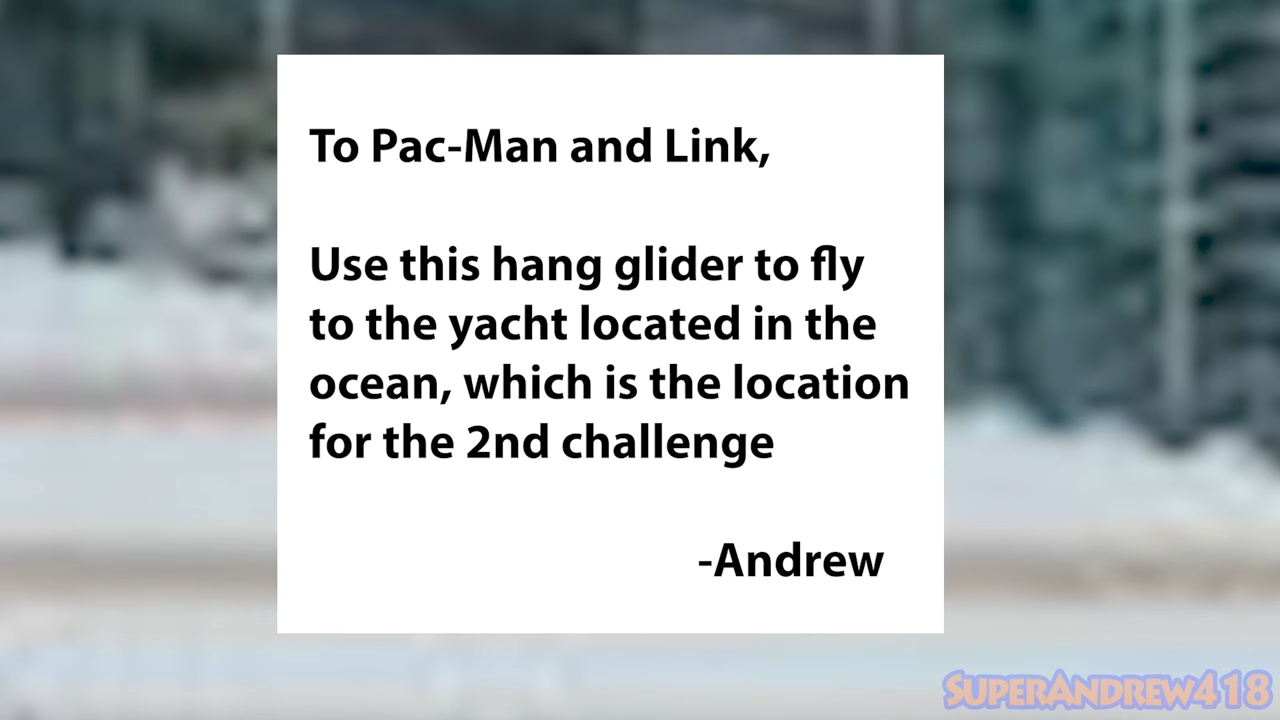 To Pac-Man and Link,
Use this hang glider to fly
to the yacht located in the
ocean, which is the location
for the 2nd challenge
-Andrew
SuperAndrew418